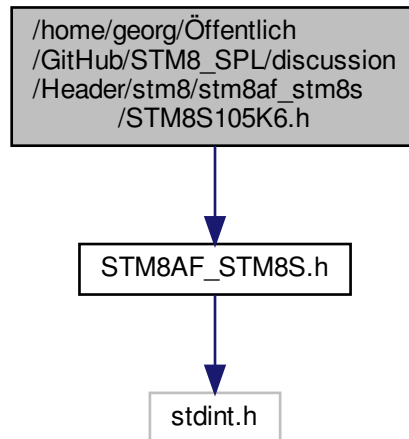 /home/georg/Öffentlich
/GitHub/STM8_SPL/discussion
/Header/stm8/stm8af_stm8s
/STM8S105K6.h
STM8AF_STM8S.h
stdint.h